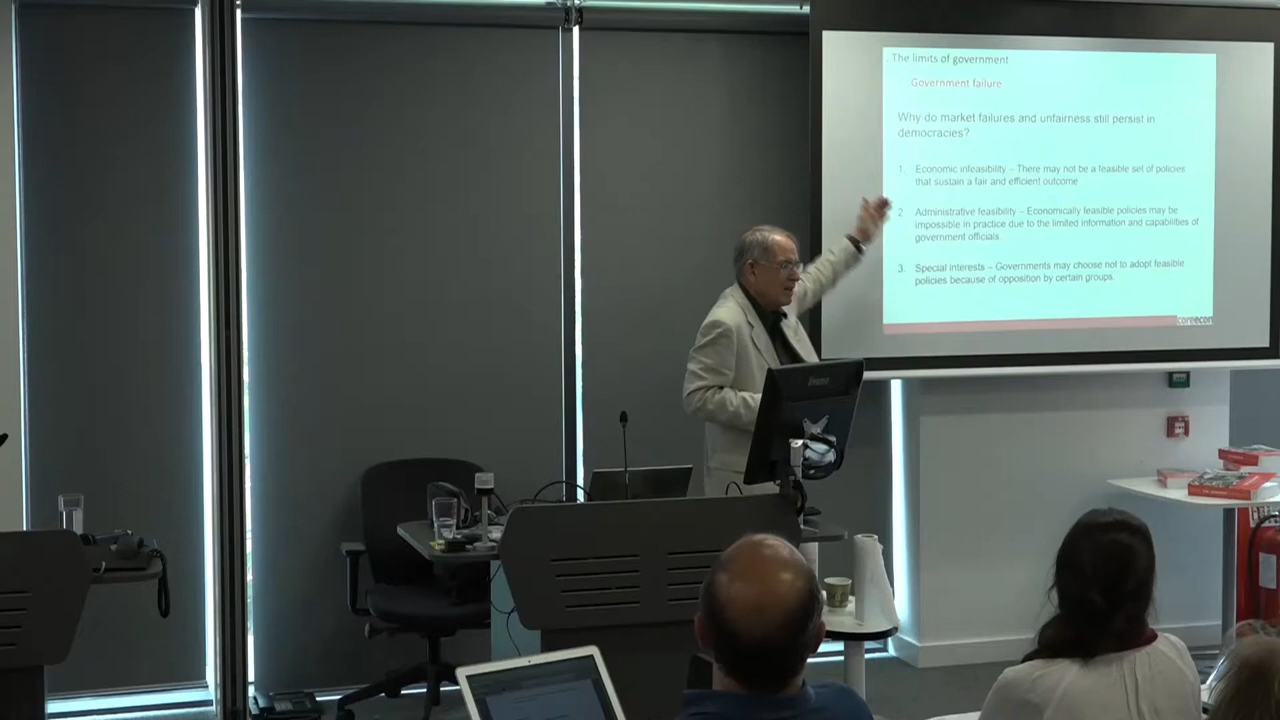 . The limits of government
Government failure
Why do market failures and unfairness still persist in
democracies?
1. Economic infeasibility – There may not be a feasible set of policies
that sustain a fair and efficient outcome
2 Administrative feasibility – Economically feasible policies may be
impossible in practice due to the limited information and capabilities of
government officials.
3. Special interests – Governments may choose not to adopt feasible
policies because of opposition by certain groups.
coreecon
iiyama